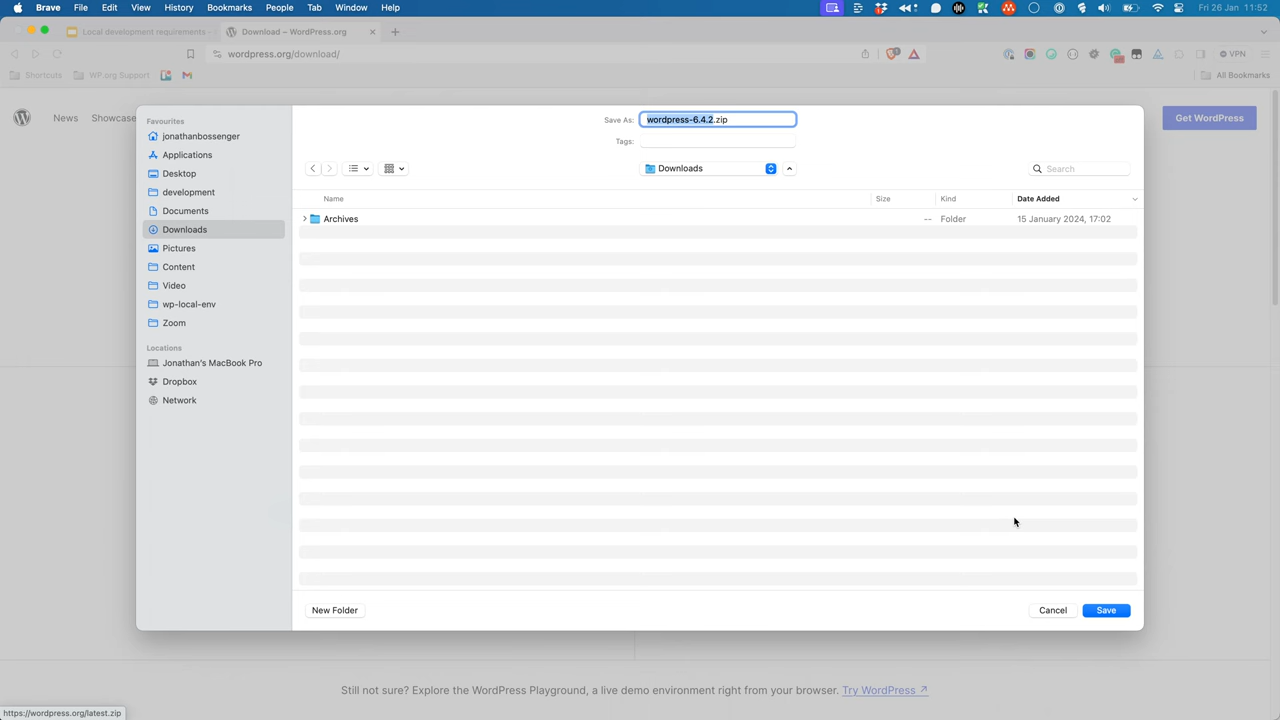 Brave File Edit View History Bookmarks People Tab Window Help Fri 26 Jan 11:52
Local development requirements - Download – WordPress.org
wordpress.org/download/ VPN
Shortcuts WP.org Support All Bookmarks
News Showcase Get WordPress
Favourites
jonathanbossenger
Applications
Desktop
development
Documents
Downloads
Pictures
Content
Video
wp-local-env
Zoom
Locations
Jonathan's MacBook Pro
Dropbox
Network
Save As: wordpress-6.4.2.zip
Tags:
Downloads Search
Name Size Kind Date Added
Archives -- Folder 15 January 2024, 17:02
New Folder Cancel Save
Still not sure? Explore the WordPress Playground, a live demo environment right from your browser. Try WordPress ↗
https://wordpress.org/latest.zip